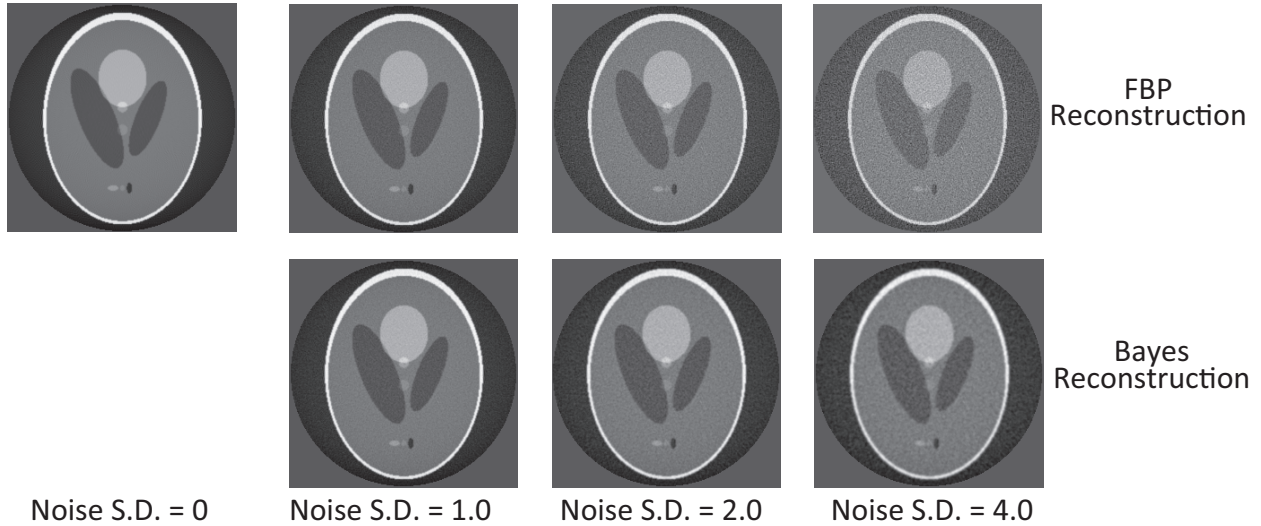 FBP
Reconstruction
Bayes
Reconstruction
Noise S.D. = 0
Noise S.D. = 1.0
Noise S.D. = 2.0
Noise S.D. = 4.0